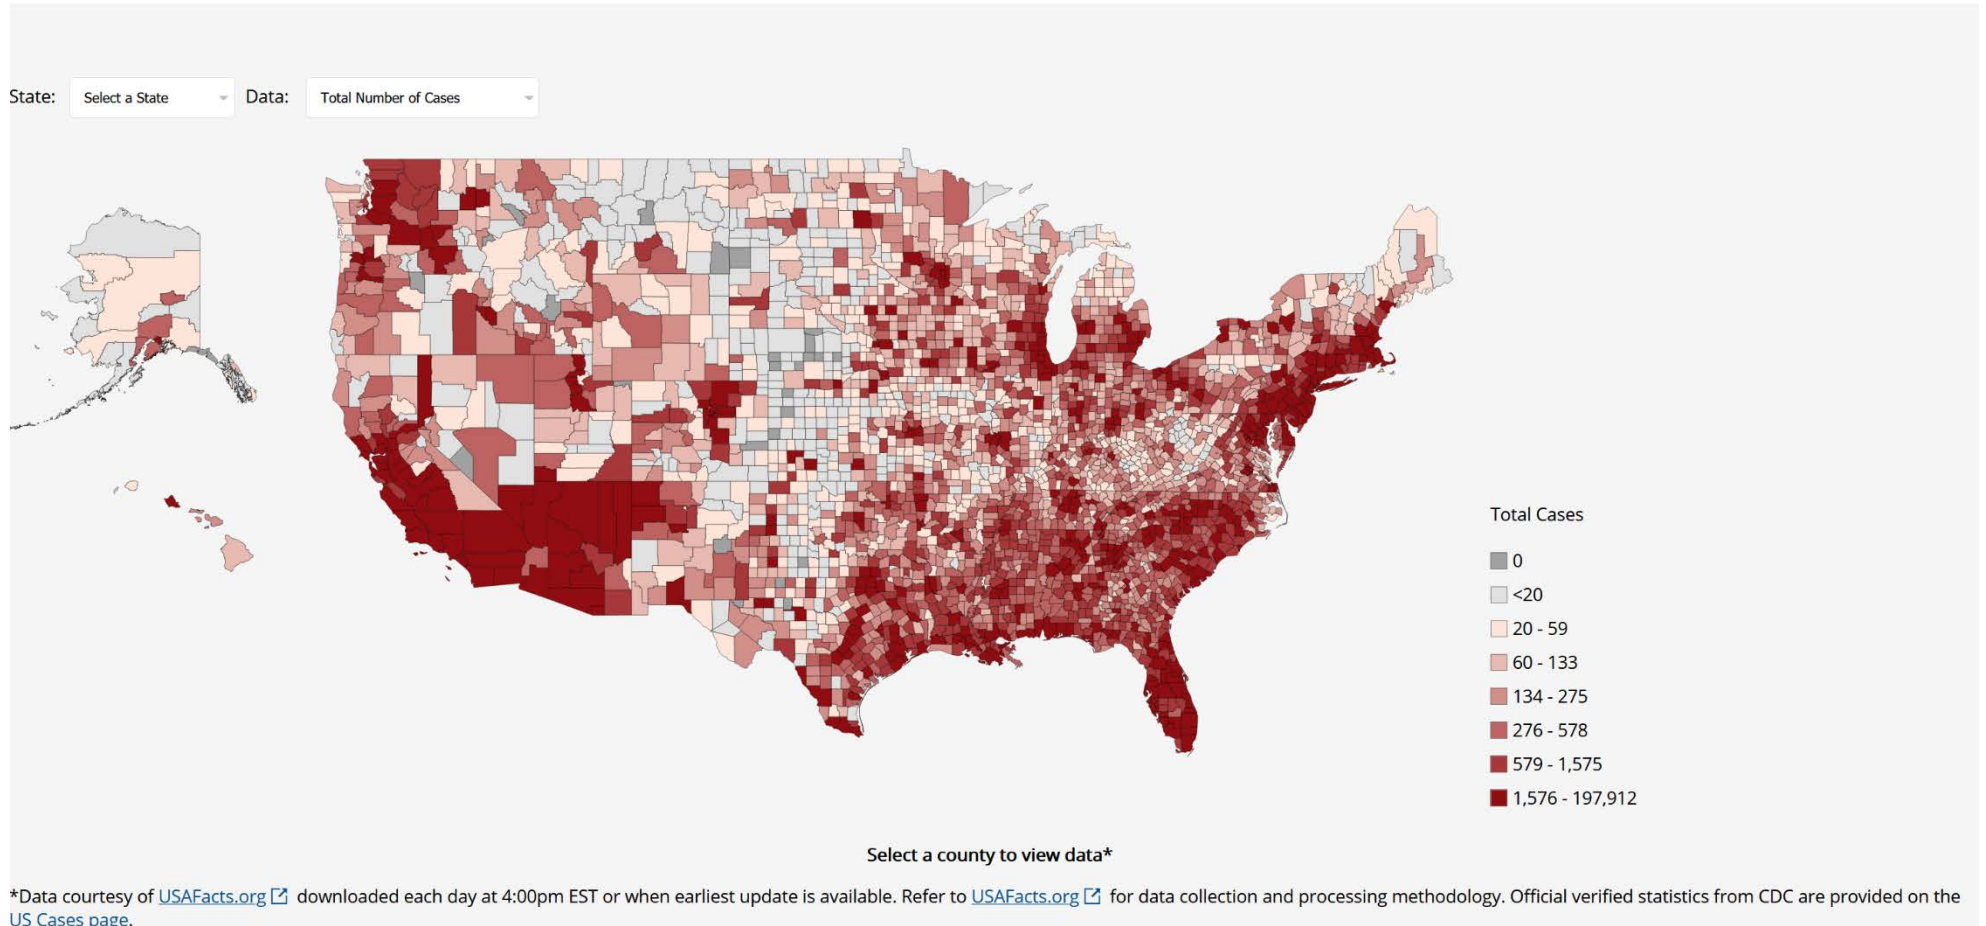 State: Select a State Data: Total Number of Cases
Total Cases
0
<20
20 - 59
60 - 133
134 - 275
276 - 578
579 - 1,575
1,576 - 197,912
Select a county to view data*
*Data courtesy of USAFacts.org downloaded each day at 4:00pm EST or when earliest update is available. Refer to USAFacts.org for data collection and processing methodology. Official verified statistics from CDC are provided on the
US Cases page.